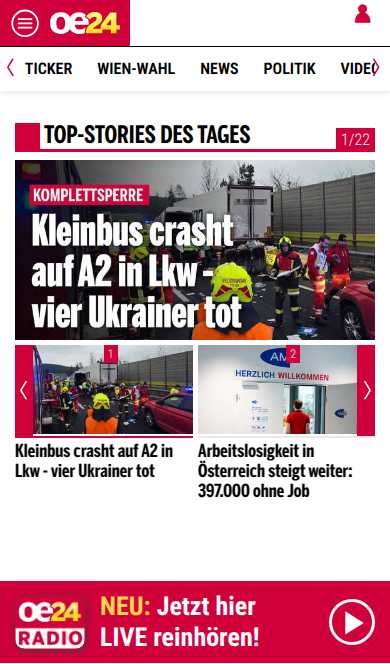 oe24
TICKER WIEN-WAHL NEWS POLITIK VIDEO
TOP-STORIES DES TAGES
1/22
KOMPLETTSPERRE
Kleinbus crasht
auf A2 in Lkw -
vier Ukrainer tot
1
2
HERZLICH WILLKOMMEN
Kleinbus crasht auf A2 in
Lkw - vier Ukrainer tot
Arbeitslosigkeit in
Österreich steigt weiter:
397.000 ohne Job
oe24
RADIO
NEU: Jetzt hier
LIVE reinhören!